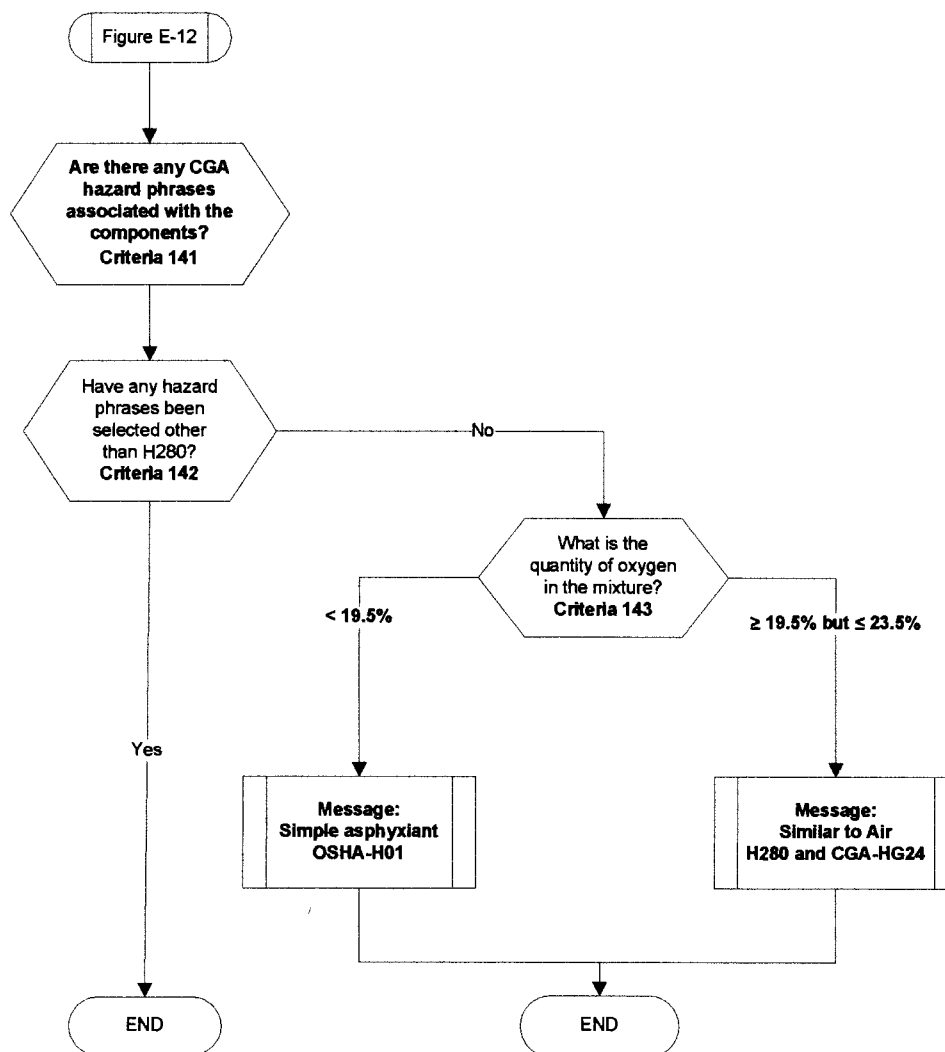 Figure E-12
Are there any CGA
hazard phrases
associated with the
components?
Criteria 141
Have any hazard
phrases been
selected other
than H280?
Criteria 142
No
What is the
quantity of oxygen
in the mixture?
Criteria 143
< 19.5%
≥ 19.5% but ≤ 23.5%
Yes
Message:
Simple asphyxiant
OSHA-H01
Message:
Similar to Air
H280 and CGA-HG24
END
END